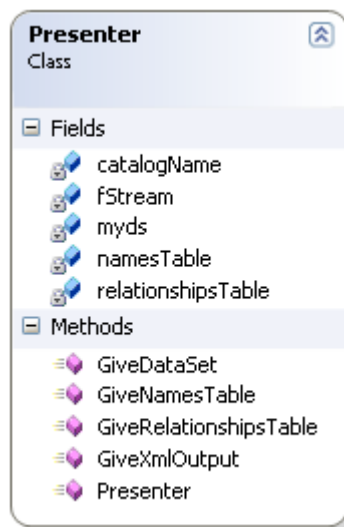 Presenter
Class
Fields
catalogName
fStream
myds
namesTable
relationshipsTable
Methods
GiveDataSet
GiveNamesTable
GiveRelationshipsTable
GiveXmlOutput
Presenter